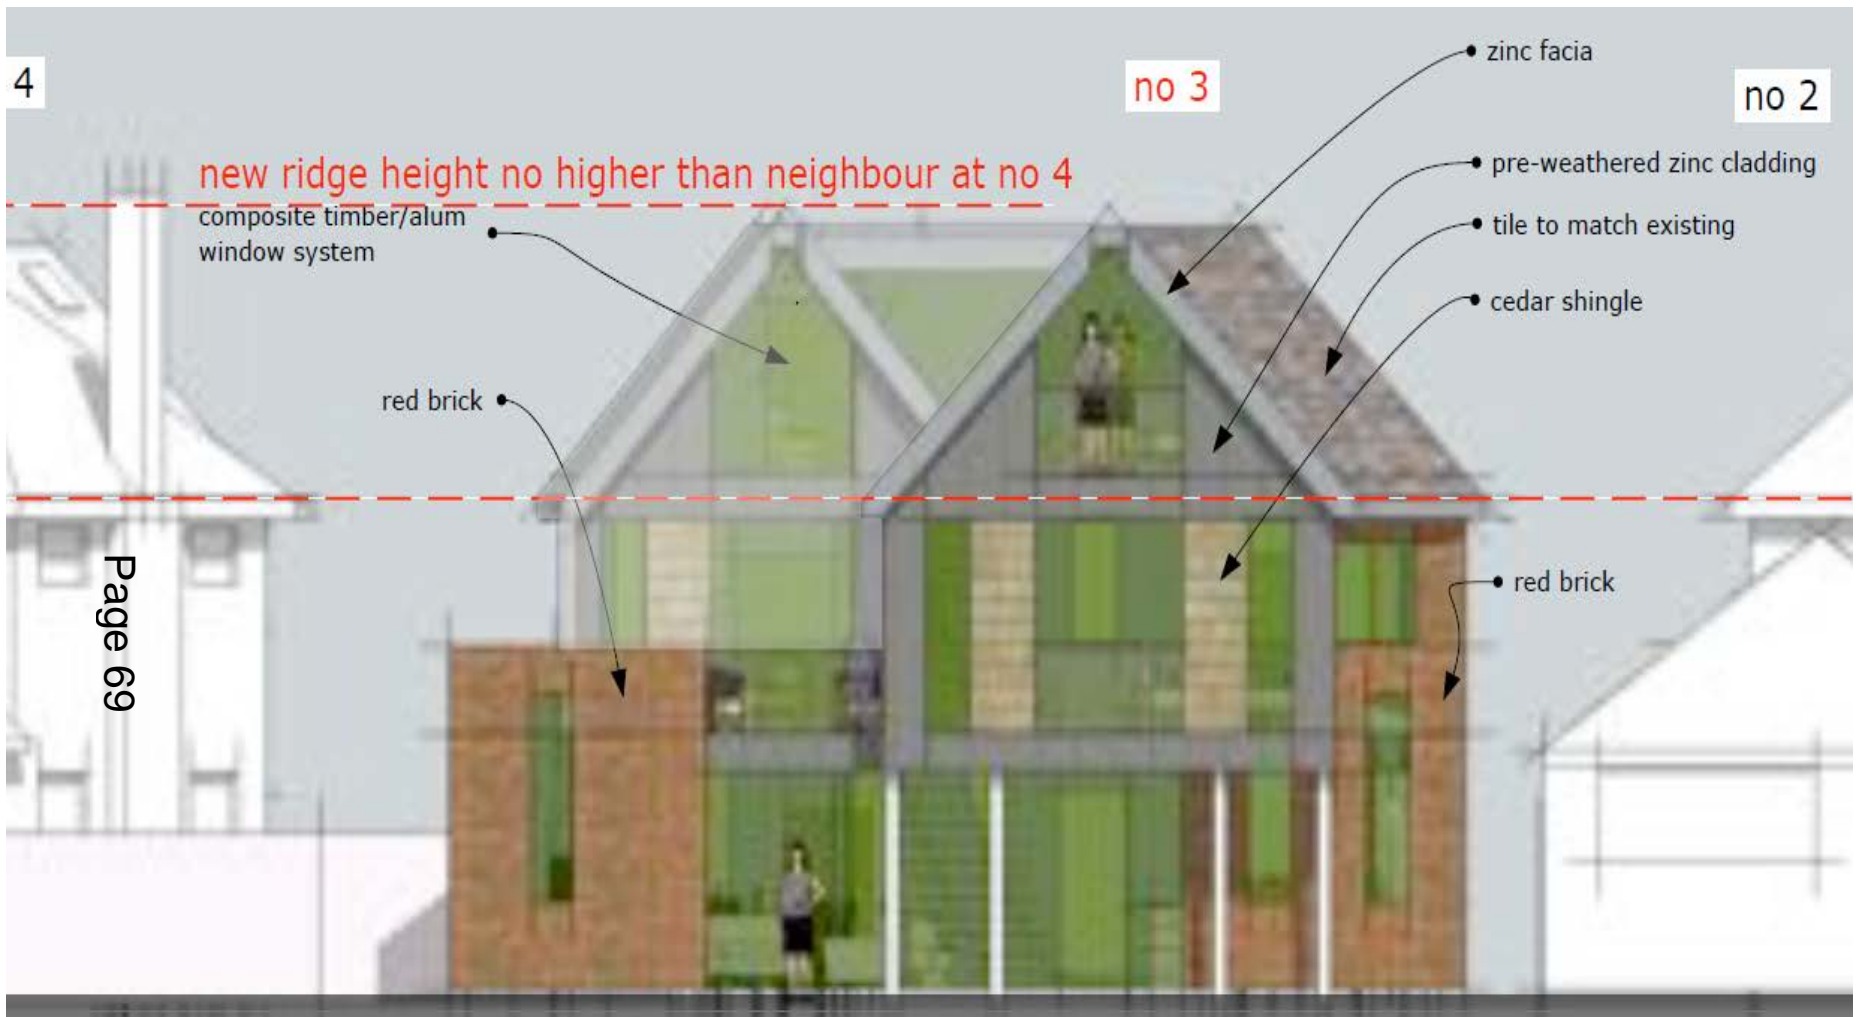 4
no 3
no 2
zinc facia
new ridge height no higher than neighbour at no 4
pre-weathered zinc cladding
composite timber/alum
window system
tile to match existing
cedar shingle
red brick
red brick
Page 69